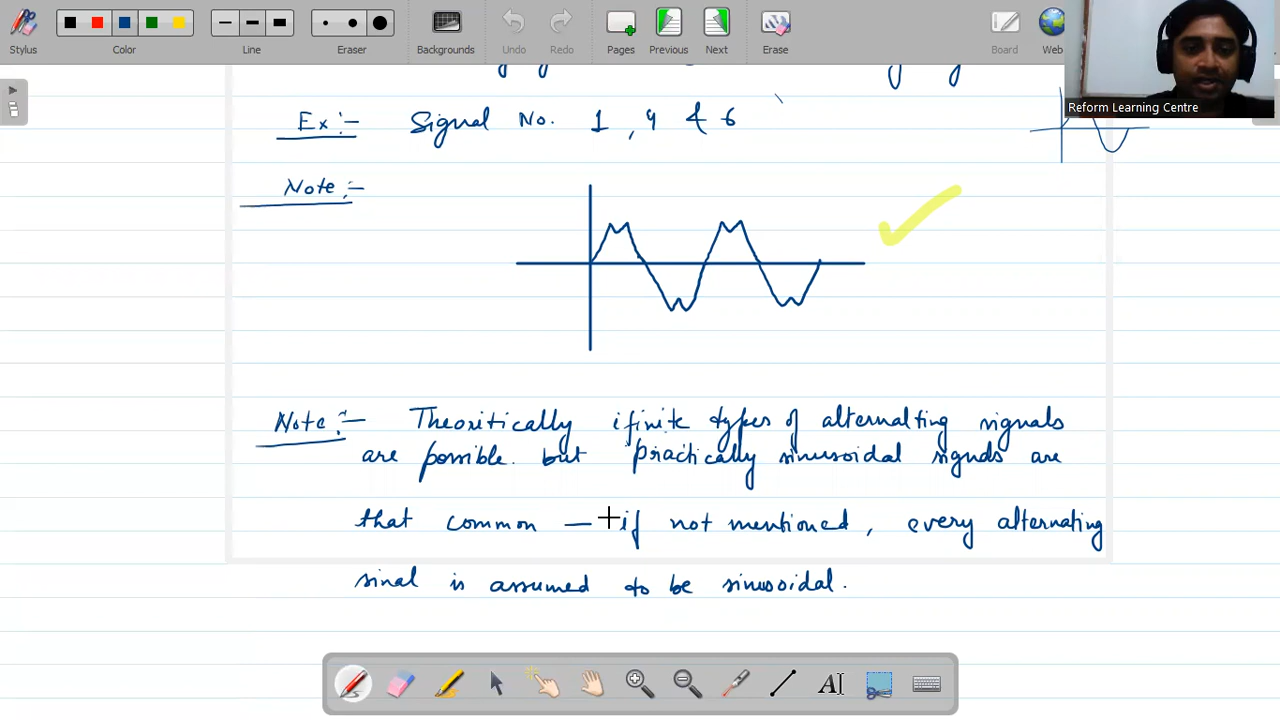 Stylus
Color
Line
Eraser
Backgrounds
Undo
Redo
Pages
Previous
Next
Erase
Board
Web
Reform Learning Centre
Ex :- Signal No. 1 , 4 & 6
Note :-
Note :- Theoritically ifinite types of alternalting signals
are possible. but practically sinusoidal signals are
that common — if not mentioned, every alternating
sinal is assumed to be sinusoidal.